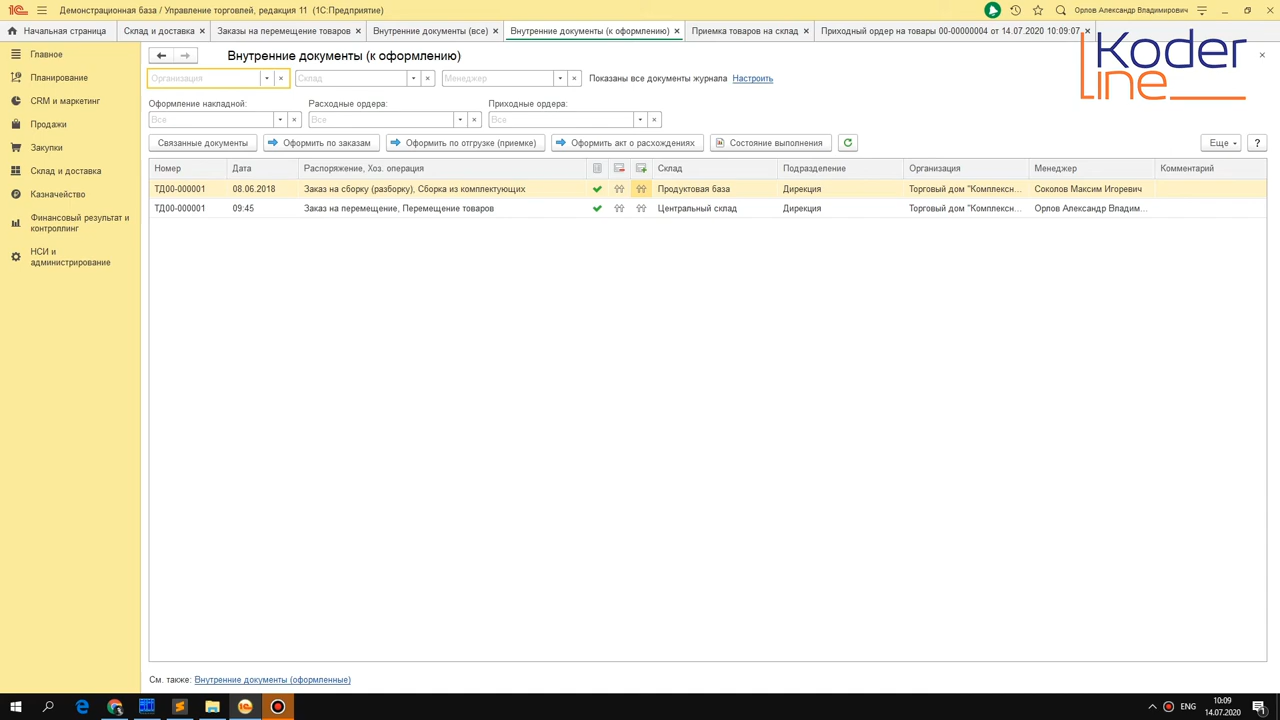 Демонстрационная база / Управление торговлей, редакция 11 (1С:Предприятие)
Орлов Александр Владимирович
Начальная страница
Склад и доставка
Заказы на перемещение товаров
Внутренние документы (все)
Внутренние документы (к оформлению)
Приемка товаров на склад
Приходный ордер на товары 00-00000004 от 14.07.2020 10:09:07
Koder
line
Главное
Планирование
CRM и маркетинг
Продажи
Закупки
Склад и доставка
Казначейство
Финансовый результат и
контроллинг
НСИ и
администрирование
Внутренние документы (к оформлению)
Организация
Склад
Менеджер
Показаны все документы журнала Настроить
Оформление накладной: Расходные ордера: Приходные ордера:
Все Все Все
Связанные документы Оформить по заказам Оформить по отгрузке (приемке) Оформить акт о расхождениях Состояние выполнения Еще ?
Номер Дата Распоряжение, Хоз. операция Склад Подразделение Организация Менеджер Комментарий
ТД00-000001 08.06.2018 Заказ на сборку (разборку), Сборка из комплектующих Продуктовая база Дирекция Торговый дом "Комплексн... Соколов Максим Игоревич
ТД00-000001 09:45 Заказ на перемещение, Перемещение товаров Центральный склад Дирекция Торговый дом "Комплексн... Орлов Александр Владим...
См. также: Внутренние документы (оформленные)
ENG
10:09
14.07.2020